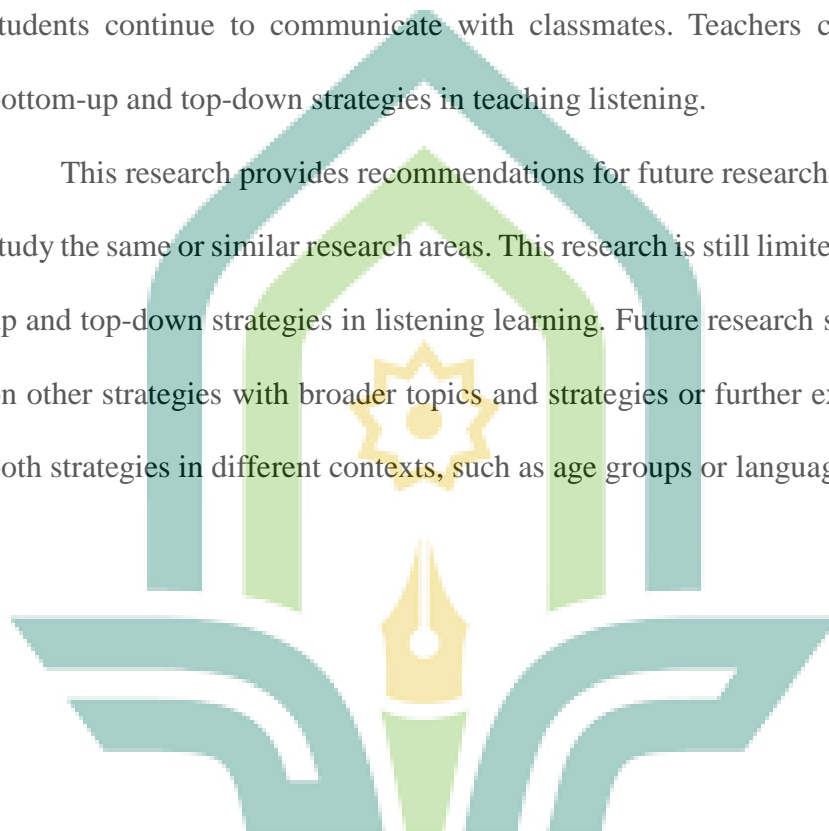 tudents continue to communicate with classmates. Teachers c
ottom-up and top-down strategies in teaching listening.
This research provides recommendations for future research
tudy the same or similar research areas. This research is still limite
p and top-down strategies in listening learning. Future research s
n other strategies with broader topics and strategies or further ex
oth strategies in different contexts, such as age groups or languag